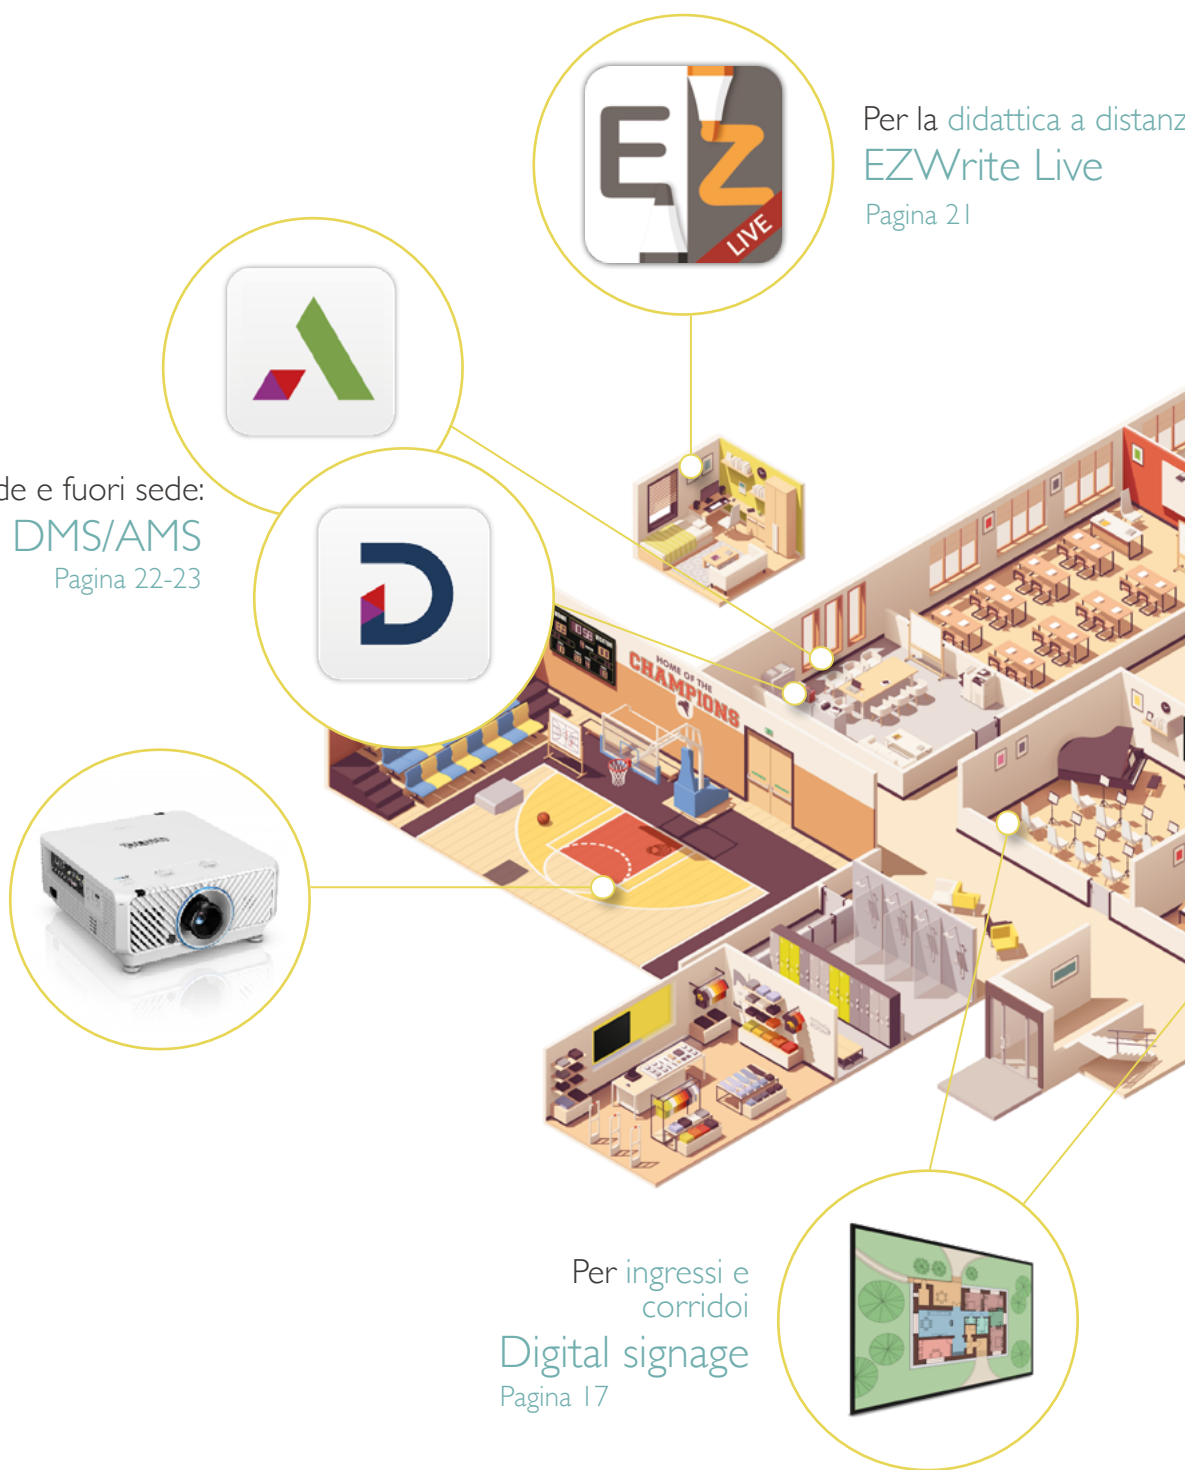 EZ
LIVE
Per la didattica a distanz
EZWrite Live
Pagina 21
de e fuori sede:
DMS/AMS
Pagina 22-23
D
HOME OF THE
CHAMPIONS
Per ingressi e
corridoi
Digital signage
Pagina 17